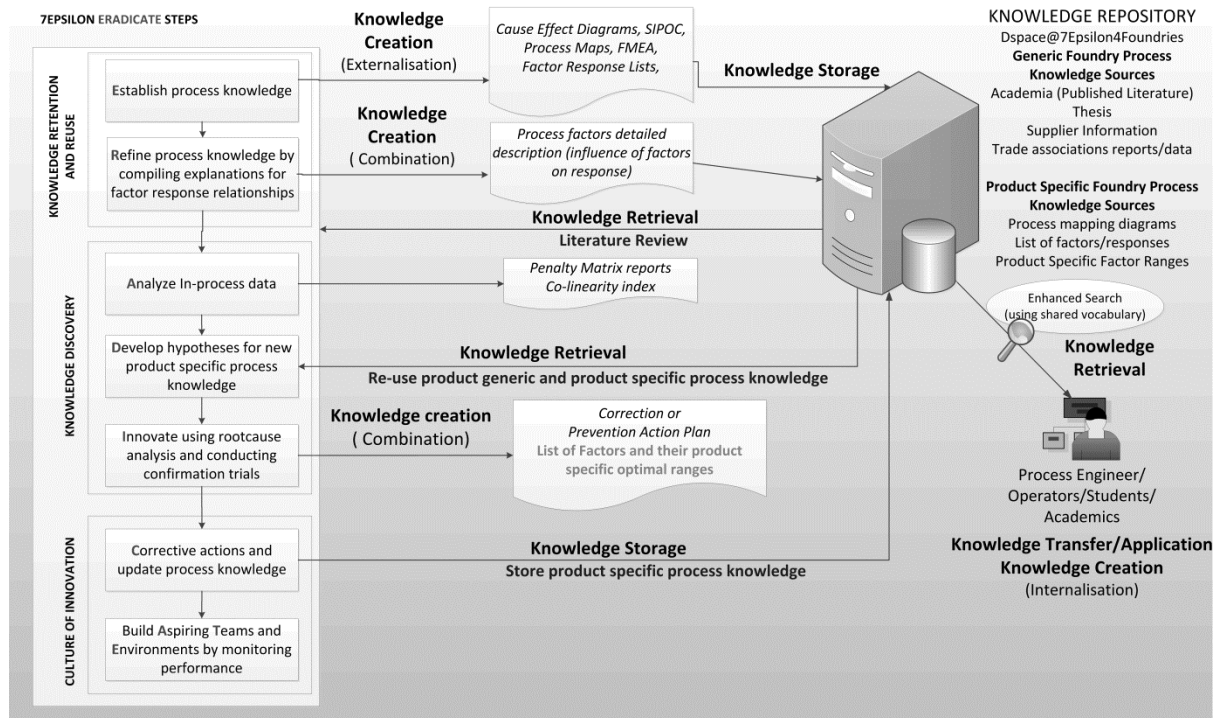 7EPSILON ERADICATE STEPS
KNOWLEDGE RETENTION
AND REUSE
Establish process knowledge
Refine process knowledge by
compiling explanations for
factor response relationships
KNOWLEDGE DISCOVERY
Analyze In-process data
Develop hypotheses for new
product specific process
knowledge
Innovate using rootcause
analysis and conducting
confirmation trials
CULTURE OF INNOVATION
Corrective actions and
update process knowledge
Build Aspiring Teams and
Environments by monitoring
performance
Knowledge
Creation
(Externalisation)
Cause Effect Diagrams, SIPOC,
Process Maps, FMEA,
Factor Response Lists,
Knowledge Storage
Knowledge
Creation
( Combination)
Process factors detailed
description (influence of factors
on response)
Knowledge Retrieval
Literature Review
Penalty Matrix reports
Co-linearity index
Knowledge Retrieval
Re-use product generic and product specific process knowledge
Knowledge creation
( Combination)
Correction or
Prevention Action Plan
List of Factors and their product
specific optimal ranges
Knowledge Storage
Store product specific process knowledge
KNOWLEDGE REPOSITORY
Dspace@7Epsilon4Foundries
Generic Foundry Process
Knowledge Sources
Academia (Published Literature)
Thesis
Supplier Information
Trade associations reports/data
Product Specific Foundry Process
Knowledge Sources
Process mapping diagrams
List of factors/responses
Product Specific Factor Ranges
Enhanced Search
(using shared vocabulary)
Knowledge
Retrieval
Process Engineer/
Operators/Students/
Academics
Knowledge Transfer/Application
Knowledge Creation
(Internalisation)